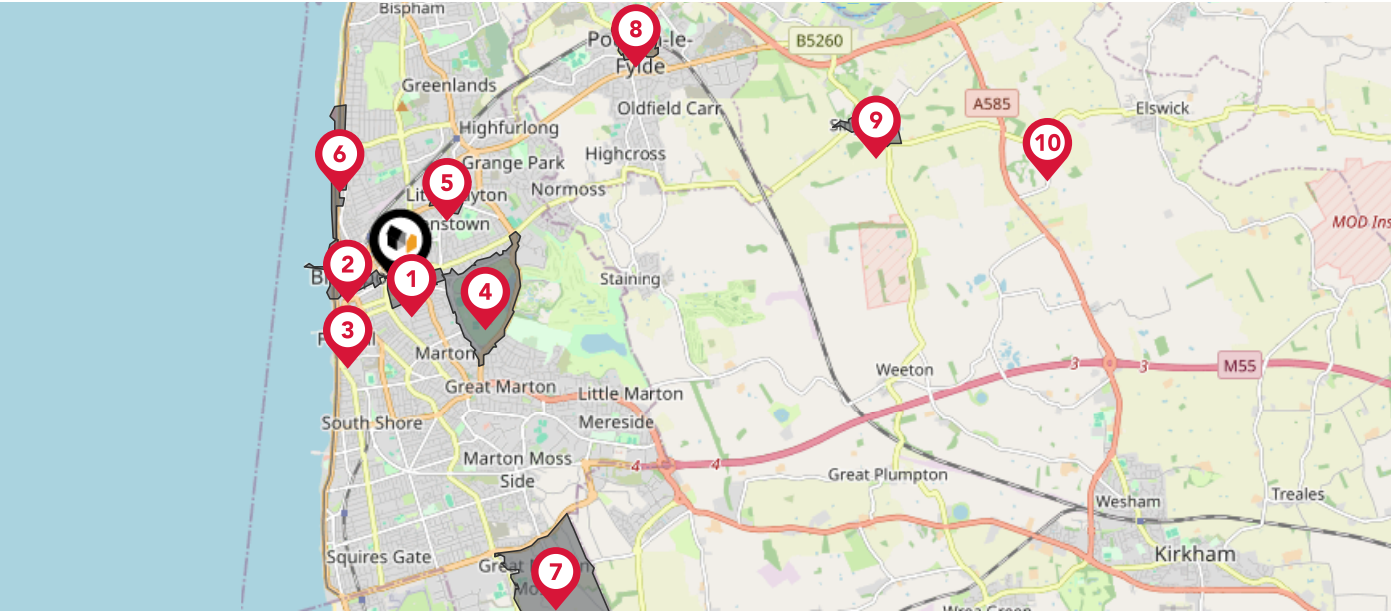 Bispham
8
Fylde
B5260
Greenlands
Oldfield Carr
A585
Elswick
9
10
Highfurlong
6
Grange Park
Highcross
5
Normoss
MOD Ins
2
1
Staining
4
3
Marton
Weeton
3
3
M55
Great Marton
Little Marton
South Shore
Mereside
Marton Moss
Side
4
4
Great Plumpton
Wesham
Treales
Squires Gate
Kirkham
7
Wrea Green